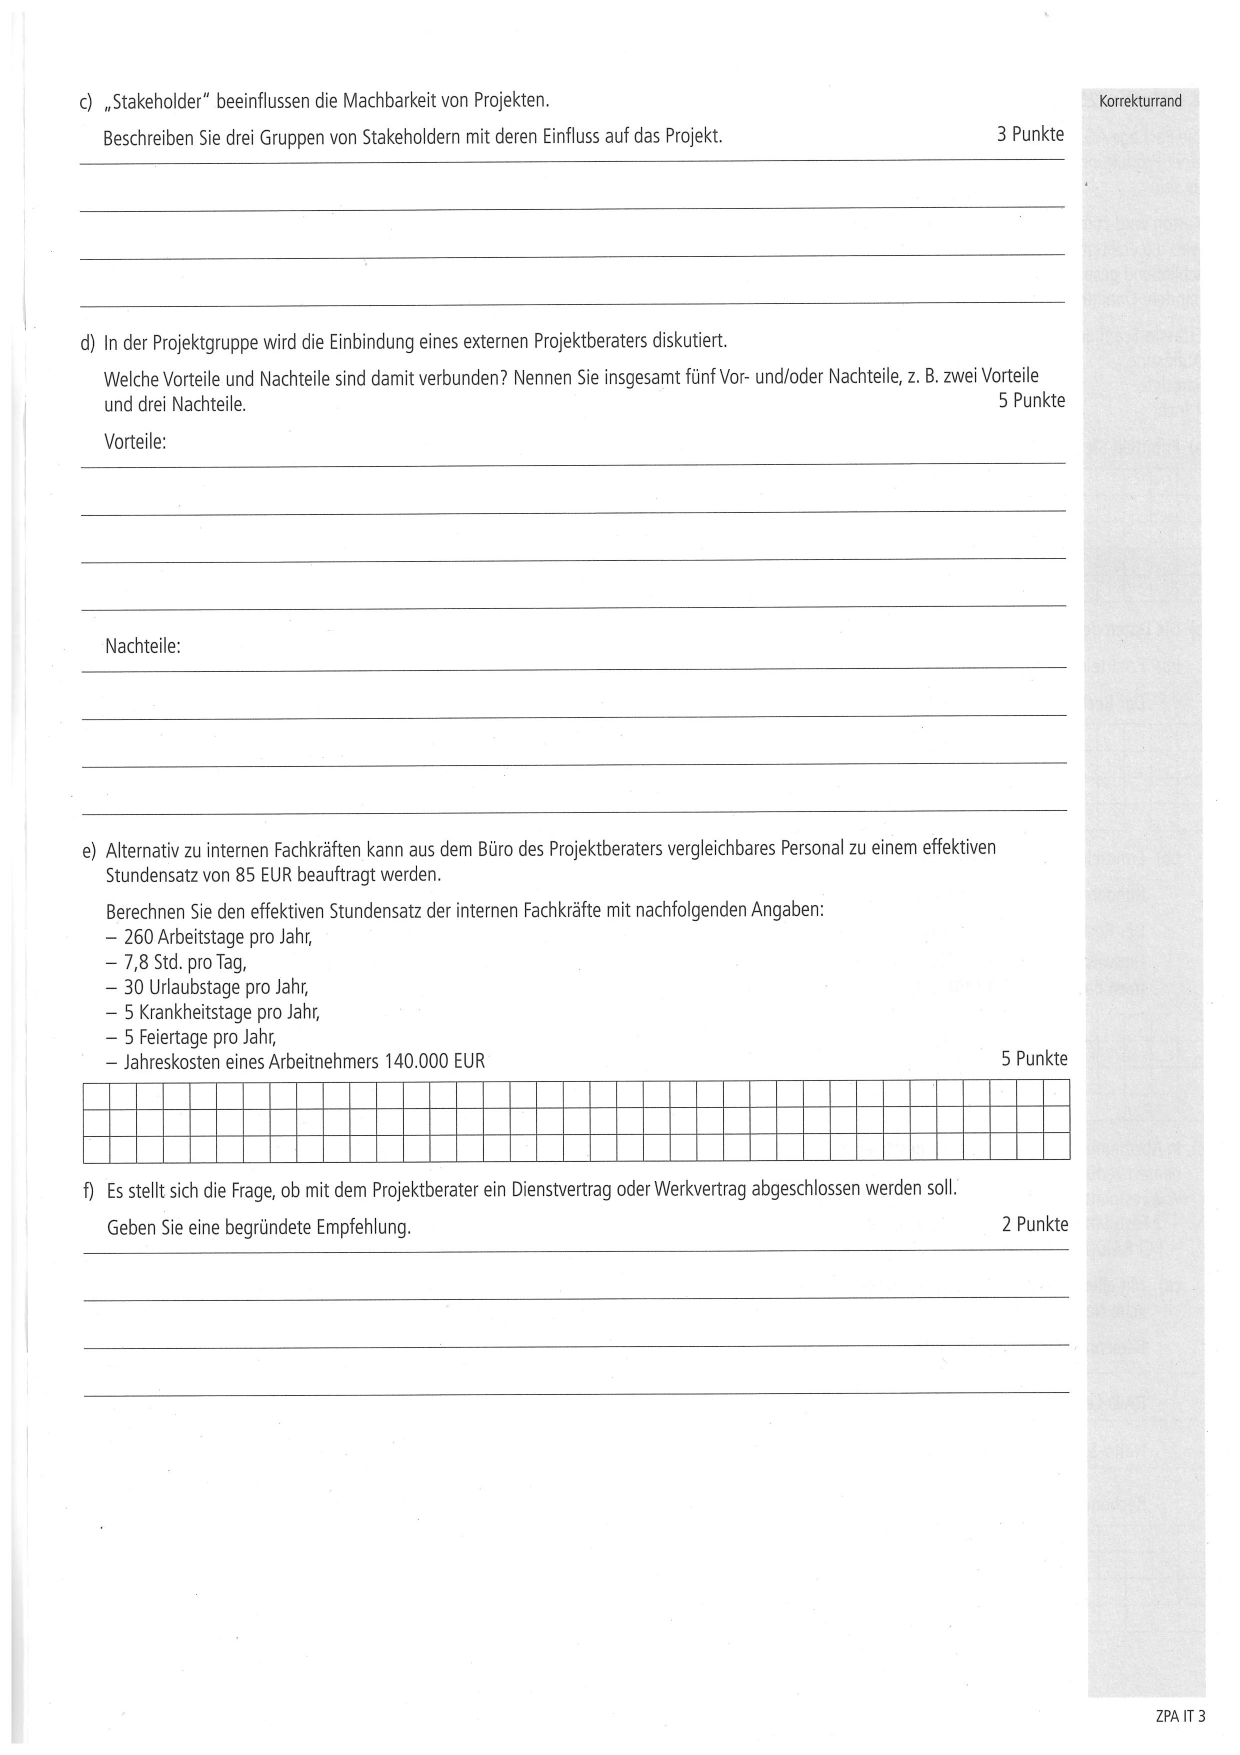 Korrekturrand
c) „Stakeholder“ beeinflussen die Machbarkeit von Projekten.
Beschreiben Sie drei Gruppen von Stakeholdern mit deren Einfluss auf das Projekt. 3 Punkte
d) In der Projektgruppe wird die Einbindung eines externen Projektberaters diskutiert.
Welche Vorteile und Nachteile sind damit verbunden? Nennen Sie insgesamt fünf Vor- und/oder Nachteile, z. B. zwei Vorteile
und drei Nachteile. 5 Punkte
Vorteile:
Nachteile:
e) Alternativ zu internen Fachkräften kann aus dem Büro des Projektberaters vergleichbares Personal zu einem effektiven
Stundensatz von 85 EUR beauftragt werden.
Berechnen Sie den effektiven Stundensatz der internen Fachkräfte mit nachfolgenden Angaben:
– 260 Arbeitstage pro Jahr,
– 7,8 Std. pro Tag,
– 30 Urlaubstage pro Jahr,
– 5 Krankheitstage pro Jahr,
– 5 Feiertage pro Jahr,
– Jahreskosten eines Arbeitnehmers 140.000 EUR 5 Punkte
f) Es stellt sich die Frage, ob mit dem Projektberater ein Dienstvertrag oder Werkvertrag abgeschlossen werden soll.
Geben Sie eine begründete Empfehlung. 2 Punkte
ZPA IT 3